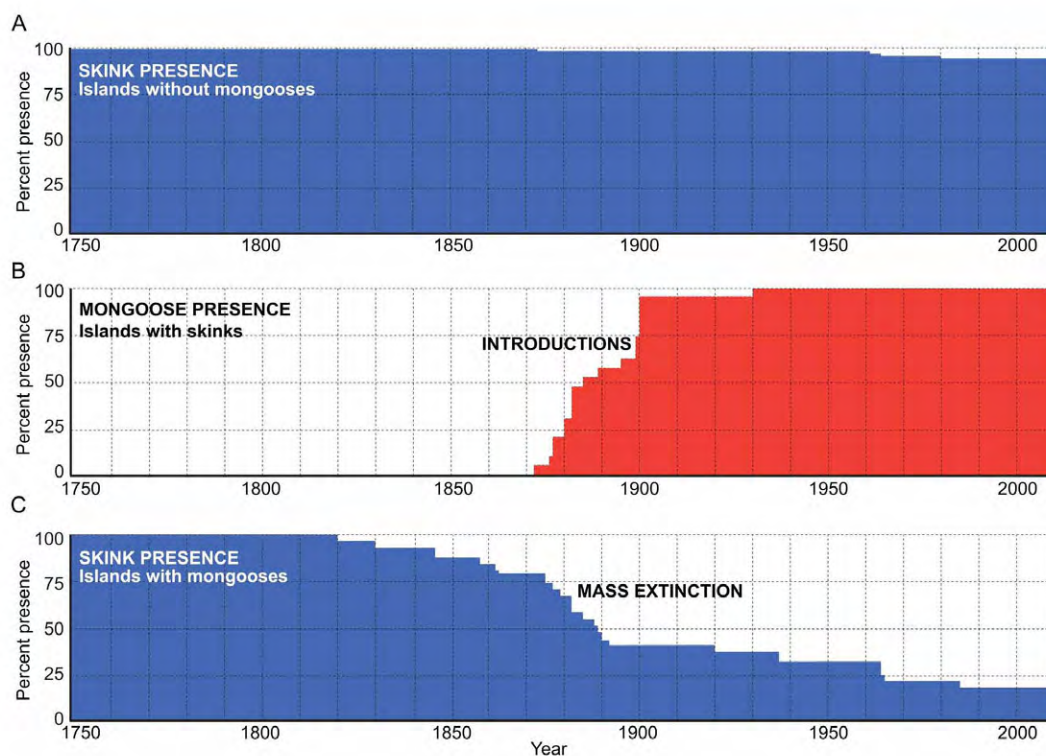 A
Percent presence
100
75
50
25
0
SKINK PRESENCE
Islands without mongooses
1750 1800 1850 1900 1950 2000
B
Percent presence
100
75
50
25
0
MONGOOSE PRESENCE
Islands with skinks
INTRODUCTIONS
1750 1800 1850 1900 1950 2000
C
Percent presence
100
75
50
25
0
SKINK PRESENCE
Islands with mongooses
MASS EXTINCTION
1750 1800 1850 1900 1950 2000
Year